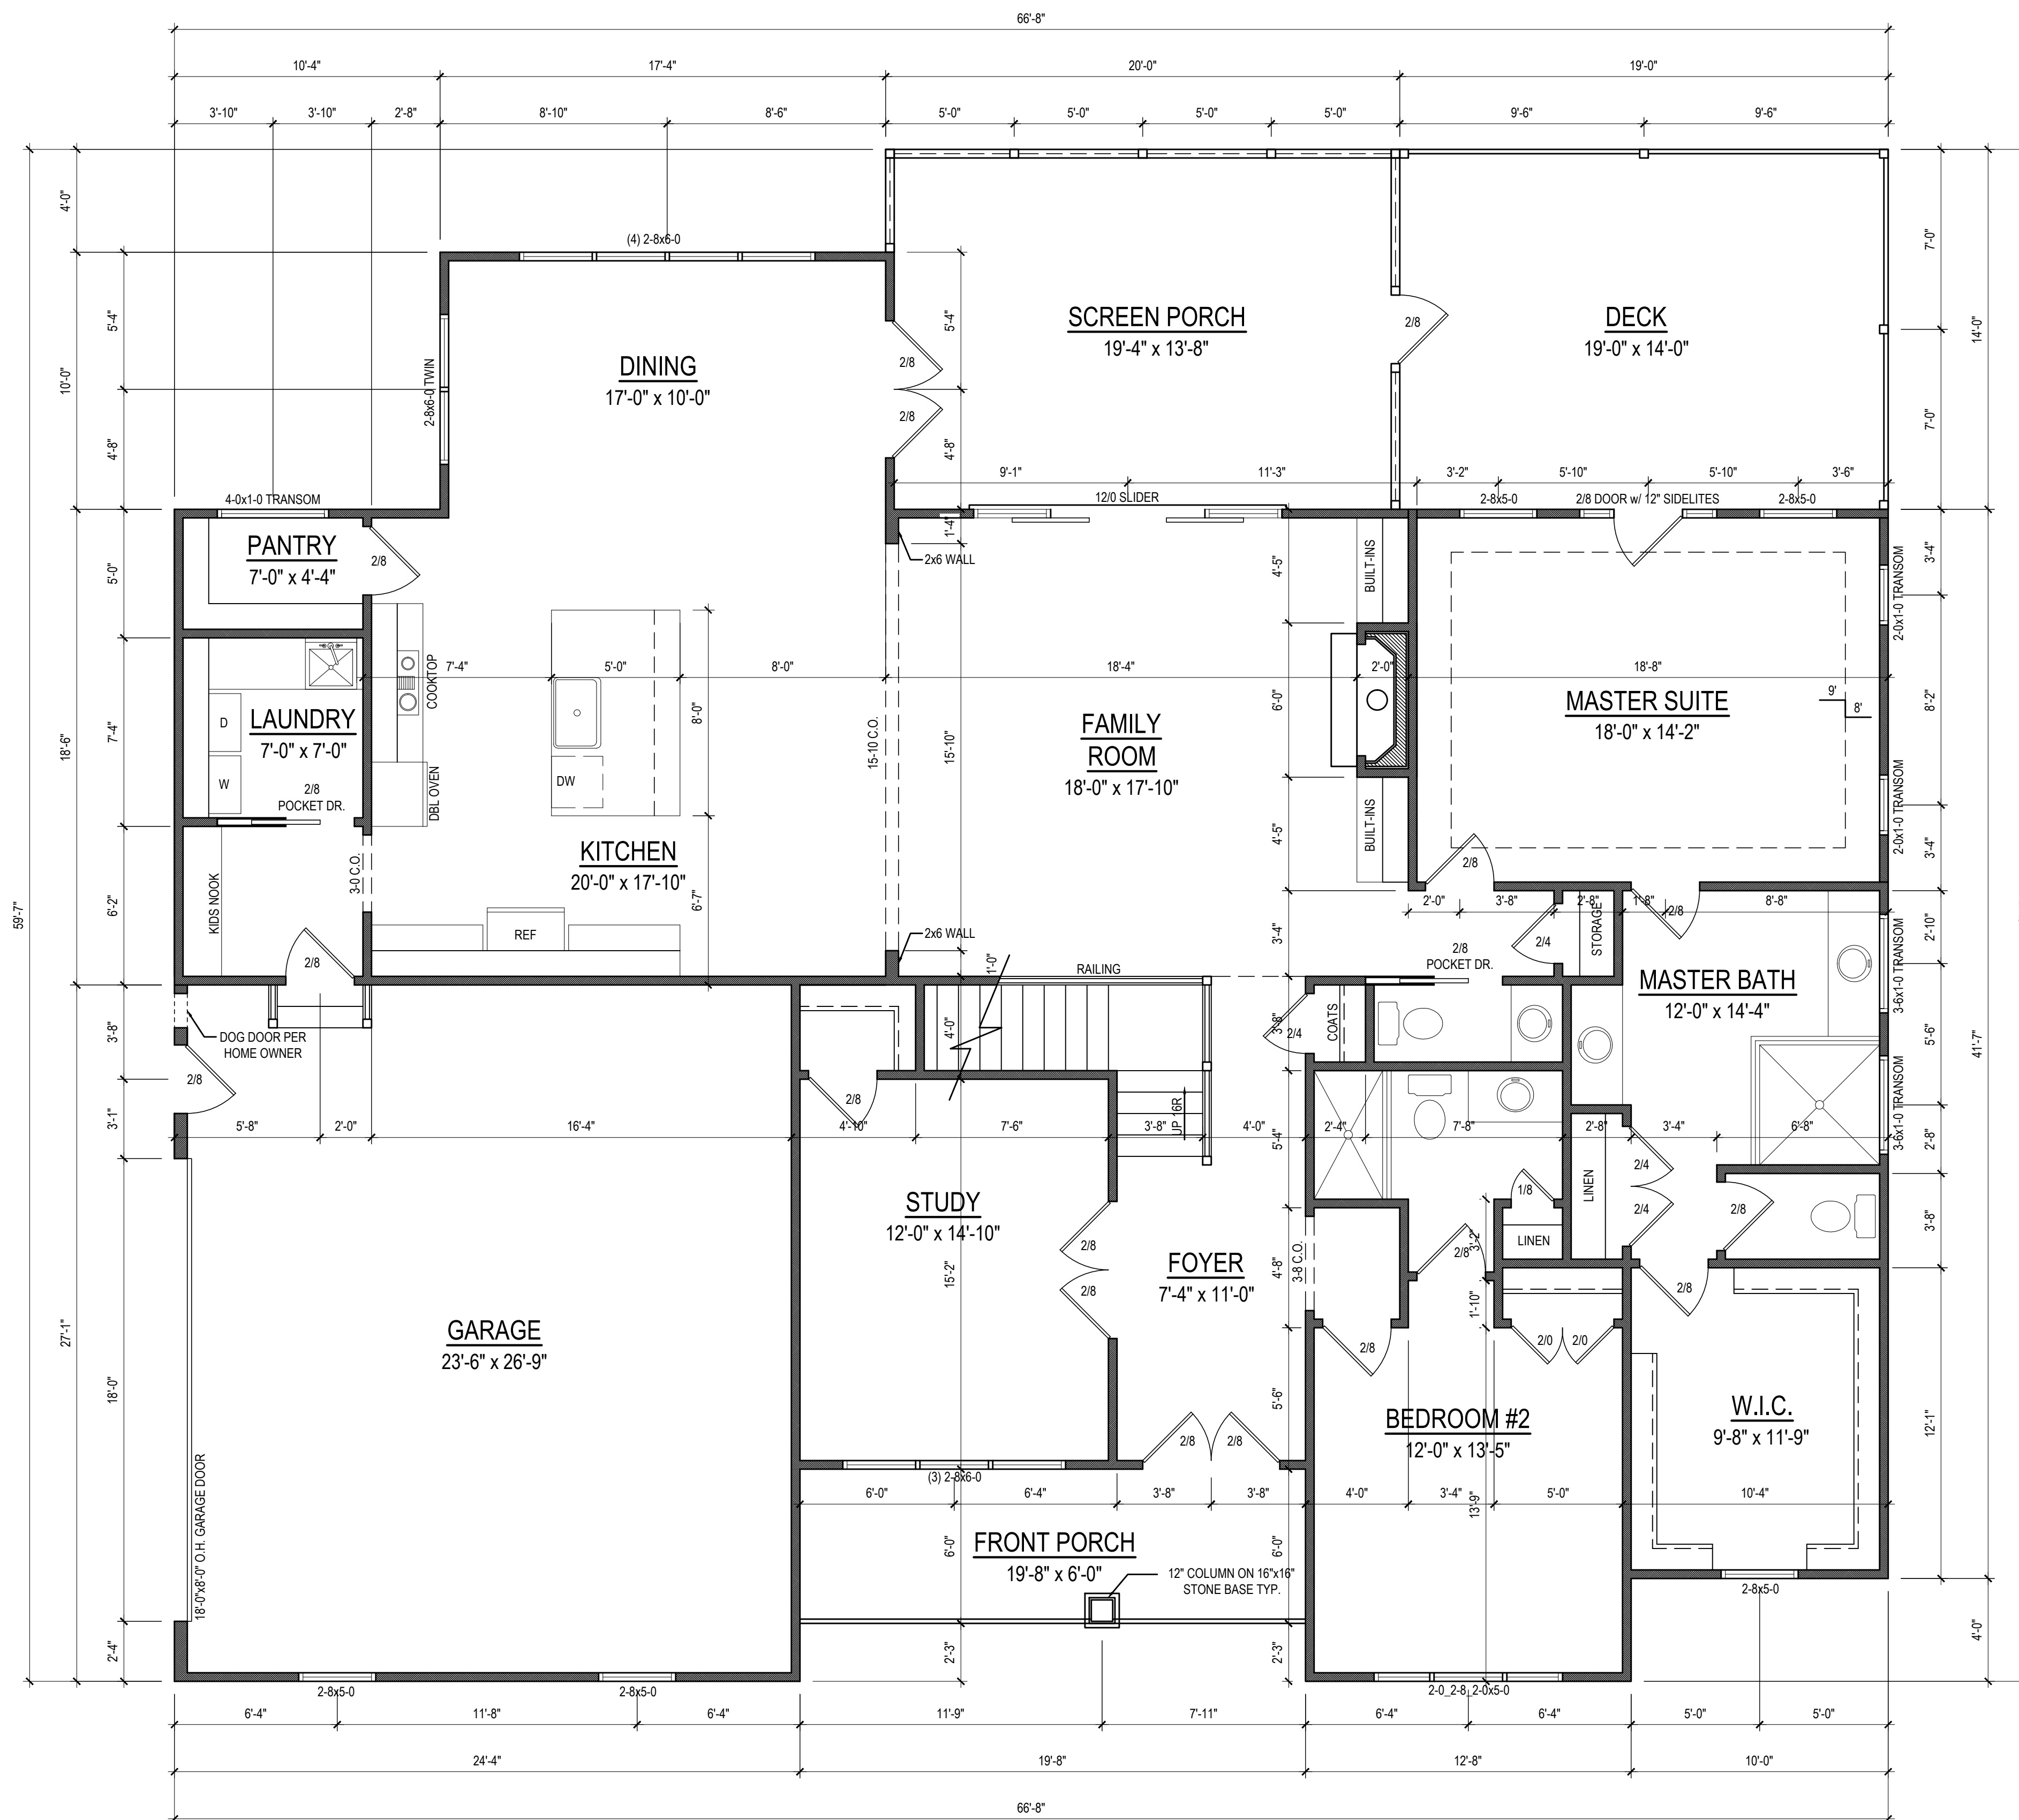 66'-8"
10'-4" 17'-4" 20'-0" 19'-0"
3'-10" 3'-10" 2'-8" 8'-10" 8'-6" 5'-0" 5'-0" 5'-0" 5'-0" 9'-6" 9'-6"
4'-0"
(4) 2-8x6-0
7'-0"
14'-0"
5'-4"
5'-4"
SCREEN PORCH
19'-4" x 13'-8"
2/8
DECK
19'-0" x 14'-0"
10'-0"
2-8x6-0 TWIN
DINING
17'-0" x 10'-0"
2/8
2/8
4'-8"
4'-8"
7'-0"
9'-1" 11'-3" 3'-2" 5'-10" 5'-10" 3'-6"
4-0x1-0 TRANSOM
12/0 SLIDER
2-8x5-0
2/8 DOOR w/ 12" SIDELITES
2-8x5-0
1'-4"
2x6 WALL
PANTRY
7'-0" x 4'-4"
2/8
5'-0"
4'-5"
BUILT-INS
2-0x1-0 TRANSOM
3'-4"
7'-4" 5'-0" 8'-0" 18'-4" 2'-0" 18'-8"
COOKTOP
8'-0"
6'-0"
8'-2"
MASTER SUITE
18'-0" x 14'-2"
9'
8'
D
LAUNDRY
7'-0" x 7'-0"
7'-4"
18'-6"
15-10 C.O.
15'-10"
FAMILY
ROOM
18'-0" x 17'-10"
W
2/8
POCKET DR.
DBL OVEN
DW
BUILT-INS
4'-5"
2-0x1-0 TRANSOM
3'-4"
KITCHEN
20'-0" x 17'-10"
3-0 C.O.
KIDS NOOK
6'-2"
6'-7"
59'-7"
2/8
2'-0" 3'-8" 2'-8" 1'-8" 8'-8"
2/8
2/8
REF
2x6 WALL
3'-4"
2/4
STORAGE
2/8
POCKET DR.
3-6x1-0 TRANSOM
2'-10"
1'-0"
RAILING
MASTER BATH
12'-0" x 14'-4"
DOG DOOR PER
HOME OWNER
3'-8"
4'-0"
3'-8"
2/4
COATS
5'-6"
41'-7"
2/8
2/8
3'-1"
UP 16R
3-6x1-0 TRANSOM
5'-8" 2'-0" 16'-4" 4'-10" 7'-6" 3'-8" 4'-0" 2'-4" 7'-8" 2'-8" 3'-4" 6'-8"
5'-4"
2'-8"
2/4
STUDY
12'-0" x 14'-10"
1/8
LINEN
2/4
2/8
3'-8"
2/8
2/8
3'-2"
LINEN
FOYER
7'-4" x 11'-0"
15'-2"
4'-8"
3-8 C.O.
2/8
2/8
1'-10"
GARAGE
23'-6" x 26'-9"
27'-1"
2/8
2/0 2/0
18'-0"
18'-0"x8'-0" O.H. GARAGE DOOR
5'-6"
2/8 2/8
BEDROOM #2
12'-0" x 13'-5"
W.I.C.
9'-8" x 11'-9"
12'-1"
(3) 2-8x6-0
6'-0" 6'-4" 3'-8" 3'-8" 4'-0" 3'-4" 5'-0" 10'-4"
13'-9"
6'-0"
6'-0"
FRONT PORCH
19'-8" x 6'-0"
12" COLUMN ON 16"x16"
STONE BASE TYP.
2-8x5-0
2'-4"
2'-3"
2'-3"
4'-0"
2-8x5-0 2-8x5-0 2-0_2-8_2-0x5-0
6'-4" 11'-8" 6'-4" 11'-9" 7'-11" 6'-4" 6'-4" 5'-0" 5'-0"
24'-4" 19'-8" 12'-8" 10'-0"
66'-8"